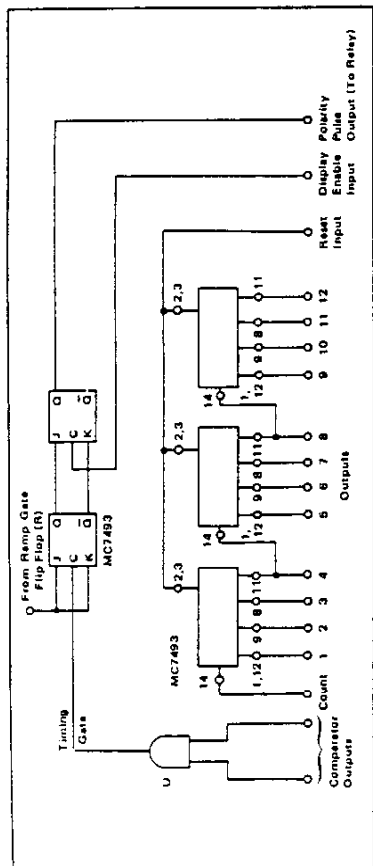 From Ramp Gate
Flip Flop (R)
Timing
Gate
J
C
K
Q
Q̅
J
C
K
Q
Q̅
MC7493
U
MC7493
14
2,3
1,12
9
8
11
14
2,3
1,
12
9
8
11
14
2,3
1,
12
9
8
11
Comparator
Outputs
Count
1
2
3
4
5
6
7
8
9
10
11
12
Outputs
Reset
Input
Display
Enable
Input
Polarity
Pulse
Output (To Relay)